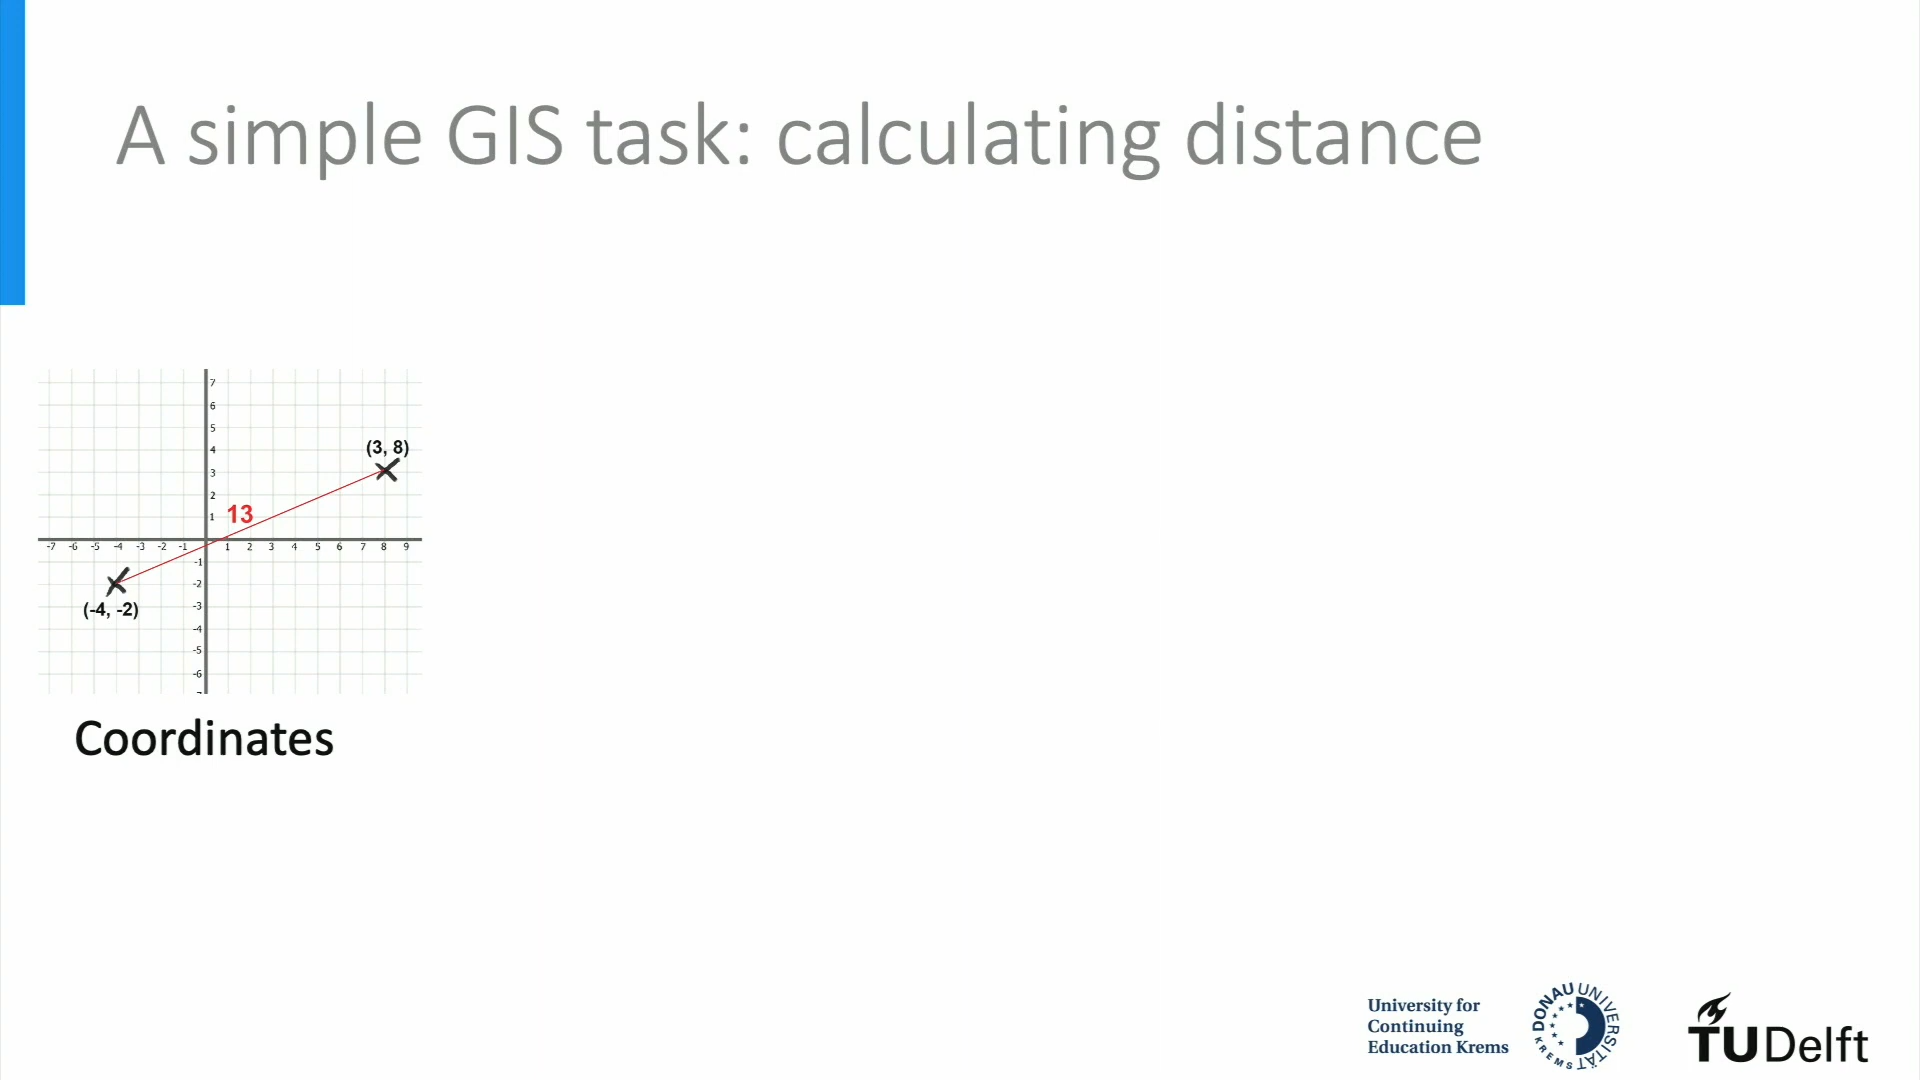 A simple GIS task: calculating distance
7
6
5
4
3
2
1
(3, 8)
13
-7 -6 -5 -4 -3 -2 -1 1 2 3 4 5 6 7 8 9
-1
-2
-3
-4
-5
-6
(-4, -2)
Coordinates
University for
Continuing
Education Krems
DONAU UNIVERSITÄT KREMS
TU Delft